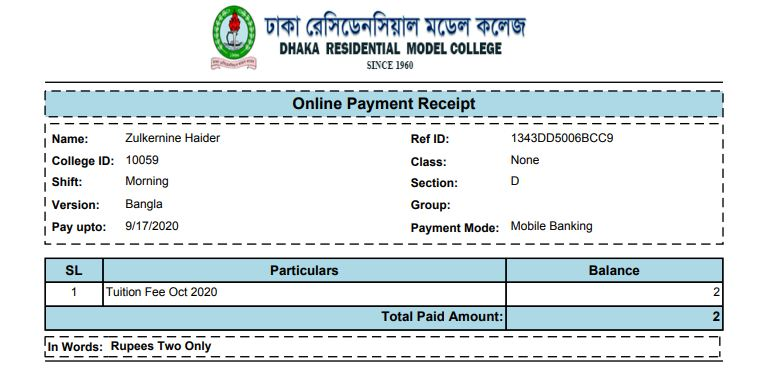 ঢাকা রেসিডেনসিয়াল মডেল কলেজ
DHAKA RESIDENTIAL MODEL COLLEGE
SINCE 1960
Online Payment Receipt
Name: Zulkernine Haider Ref ID: 1343DD5006BCC9
College ID: 10059 Class: None
Shift: Morning Section: D
Version: Bangla Group:
Pay upto: 9/17/2020 Payment Mode: Mobile Banking
SL Particulars Balance
1 Tuition Fee Oct 2020 2
Total Paid Amount: 2
In Words: Rupees Two Only